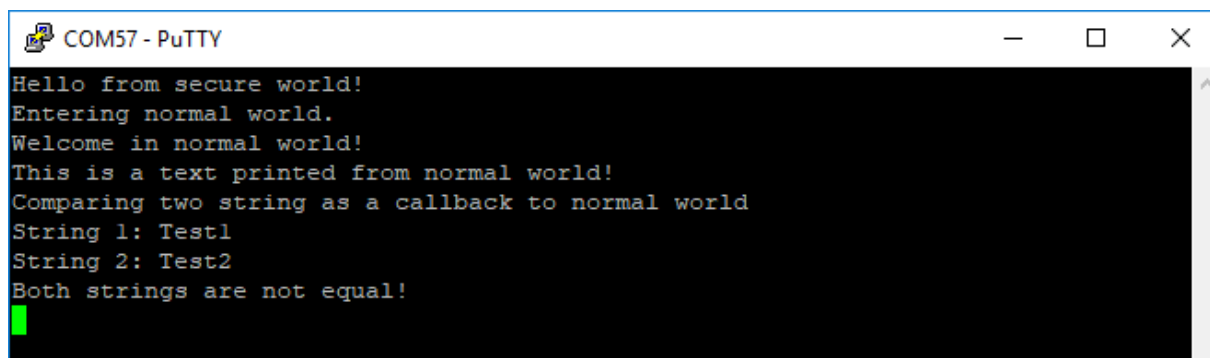 COM57 - PuTTY
Hello from secure world!
Entering normal world.
Welcome in normal world!
This is a text printed from normal world!
Comparing two string as a callback to normal world
String 1: Test1
String 2: Test2
Both strings are not equal!